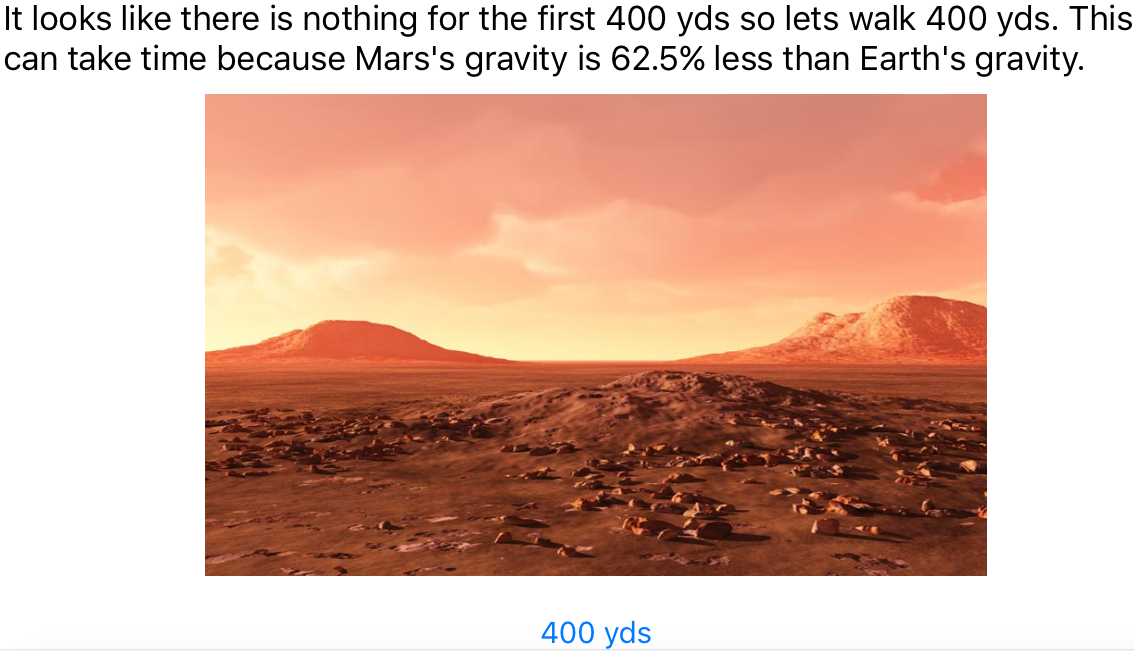 It looks like there is nothing for the first 400 yds so lets walk 400 yds. This
can take time because Mars's gravity is 62.5% less than Earth's gravity.
400 yds